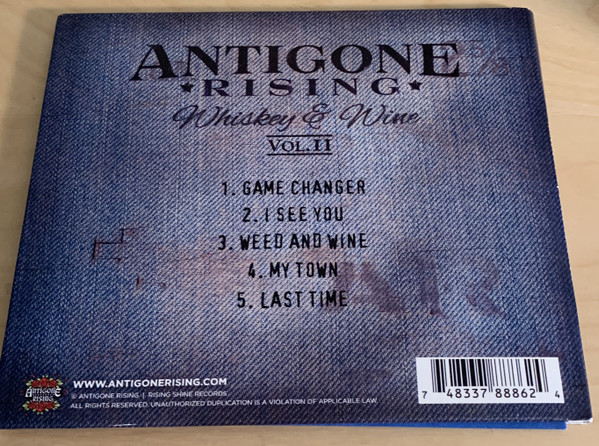 ANTIGONE
RISING
Whiskey & Wine
VOL. II
1. GAME CHANGER
2. I SEE YOU
3. WEED AND WINE
4. MY TOWN
5. LAST TIME
ANTIGONE
RISING
WWW.ANTIGONERISING.COM
© ANTIGONE RISING | RISING SHINE RECORDS
ALL RIGHTS RESERVED. UNAUTHORIZED DUPLICATION IS A VIOLATION OF APPLICABLE LAW.
7 48337 88862 4